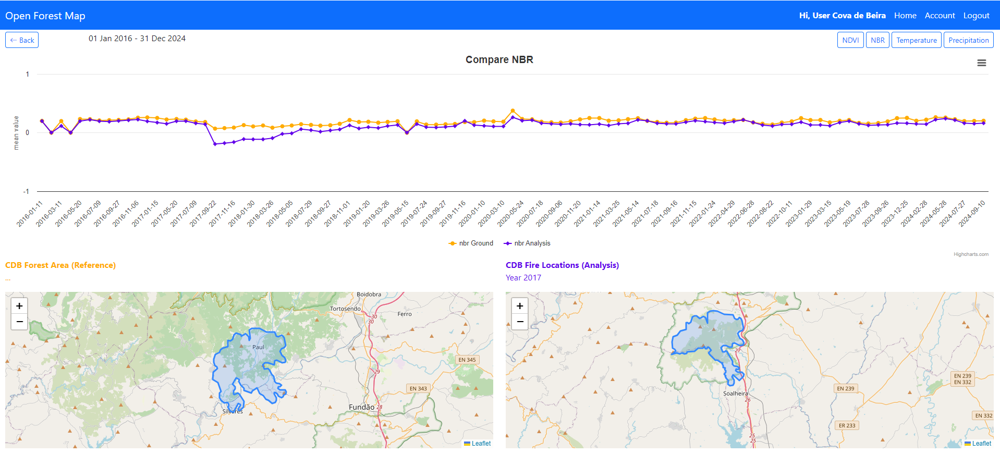 Open Forest Map
Hi, User Cova de Beira Home Account Logout
← Back
01 Jan 2016 - 31 Dec 2024
NDVI NBR Temperature Precipitation
Compare NBR
1
0
-1
mean value
2016-01-11 2016-03-11 2016-05-20 2016-07-09 2016-09-27 2016-11-06 2017-01-15 2017-05-20 2017-07-09 2017-09-22 2017-11-16 2018-01-30 2018-03-26 2018-05-05 2018-07-29 2018-09-27 2018-11-01 2019-01-20 2019-03-26 2019-05-15 2019-07-24 2019-09-27 2019-11-16 2020-01-10 2020-03-10 2020-05-24 2020-07-18 2020-09-06 2020-11-20 2021-01-14 2021-03-25 2021-05-14 2021-07-18 2021-09-16 2021-11-15 2022-01-24 2022-04-29 2022-06-28 2022-08-22 2022-10-11 2023-01-29 2023-03-15 2023-05-19 2023-07-28 2023-09-26 2023-12-25 2024-02-28 2024-05-28 2024-07-27 2024-09-10
nbr Ground nbr Analysis
Highcharts.com
CDB Forest Area (Reference)
...
+
−
Boidobra
Tortosendo
Ferro
30
30
Paul
EN 345
29
EN 343
Fundão
28
Silvares
Leaflet
CDB Fire Locations (Analysis)
Year 2017
+
−
27
EN 239
EN 332
EN 239
Soalheira
26
EN 332
ER 233
25
25
Leaflet